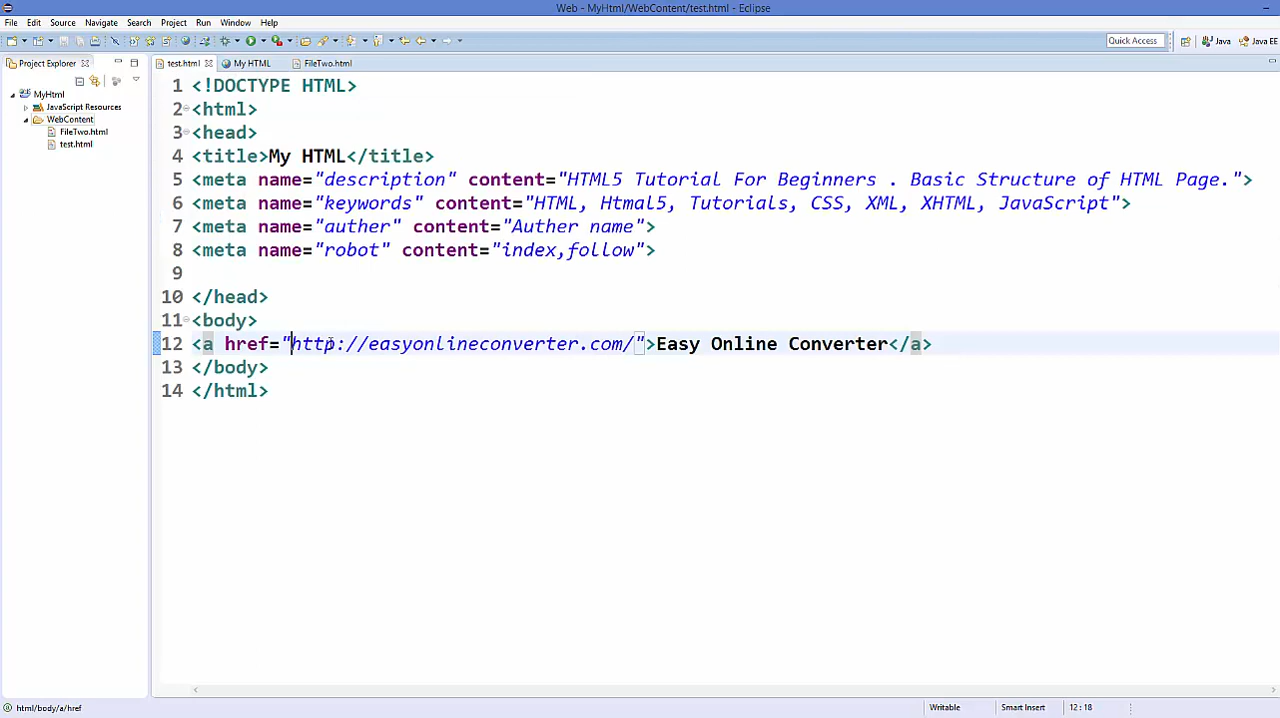 Web - MyHtml/WebContent/test.html - Eclipse
File Edit Source Navigate Search Project Run Window Help
Quick Access Java Java EE
Project Explorer test.html My HTML FileTwo.html
MyHtml
JavaScript Resources
WebContent
FileTwo.html
test.html
1 <!DOCTYPE HTML>
2 <html>
3 <head>
4 <title>My HTML</title>
5 <meta name="description" content="HTML5 Tutorial For Beginners . Basic Structure of HTML Page.">
6 <meta name="keywords" content="HTML, Htmal5, Tutorials, CSS, XML, XHTML, JavaScript">
7 <meta name="auther" content="Auther name">
8 <meta name="robot" content="index,follow">
9
10 </head>
11 <body>
12 <a href="http://easyonlineconverter.com/">Easy Online Converter</a>
13 </body>
14 </html>
html/body/a/href Writable Smart Insert 12 : 18